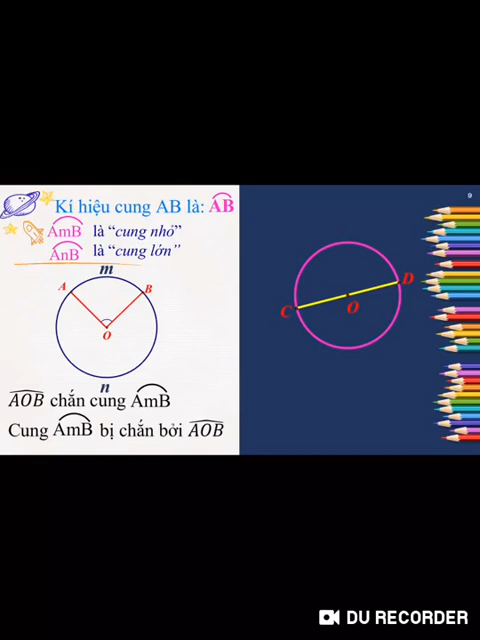 Kí hiệu cung AB là: AB
AmB là “cung nhỏ”
AnB là “cung lớn”
m
A
B
O
n
AOB chắn cung AmB
Cung AmB bị chắn bởi AOB
9
D
C
O
DU RECORDER